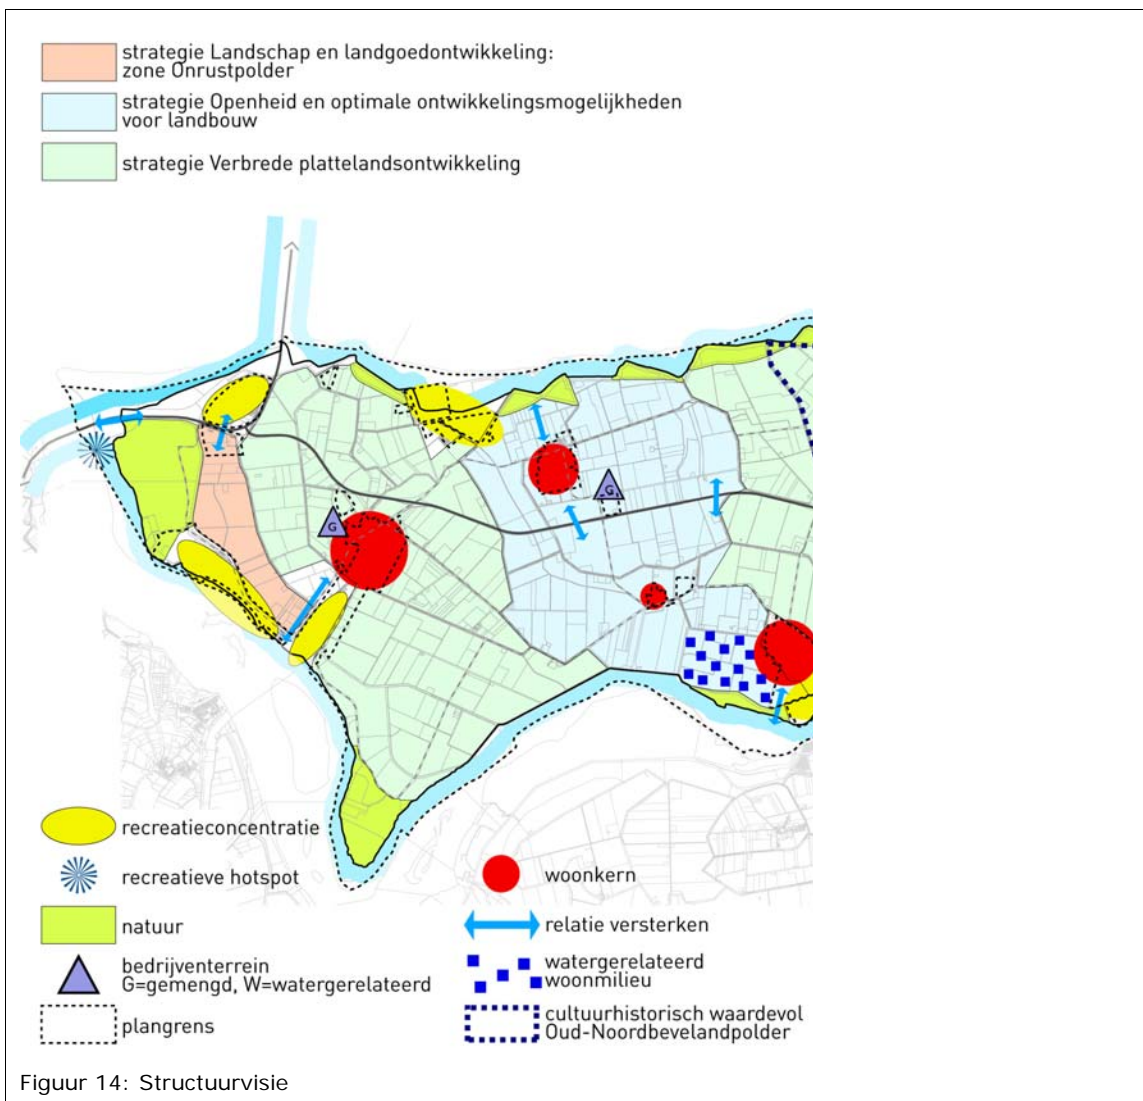 strategie Landschap en landgoedontwikkeling:
zone Onrustpolder
strategie Openheid en optimale ontwikkelingsmogelijkheden
voor landbouw
strategie Verbrede plattelandsontwikkeling
G
G
recreatieconcentratie
recreatieve hotspot
natuur
bedrijventerrein
G=gemengd, W=watergerelateerd
plangrens
woonkern
relatie versterken
watergerelateerd
woonmilieu
cultuurhistorisch waardevol
Oud-Noordbevelandpolder
Figuur 14: Structuurvisie